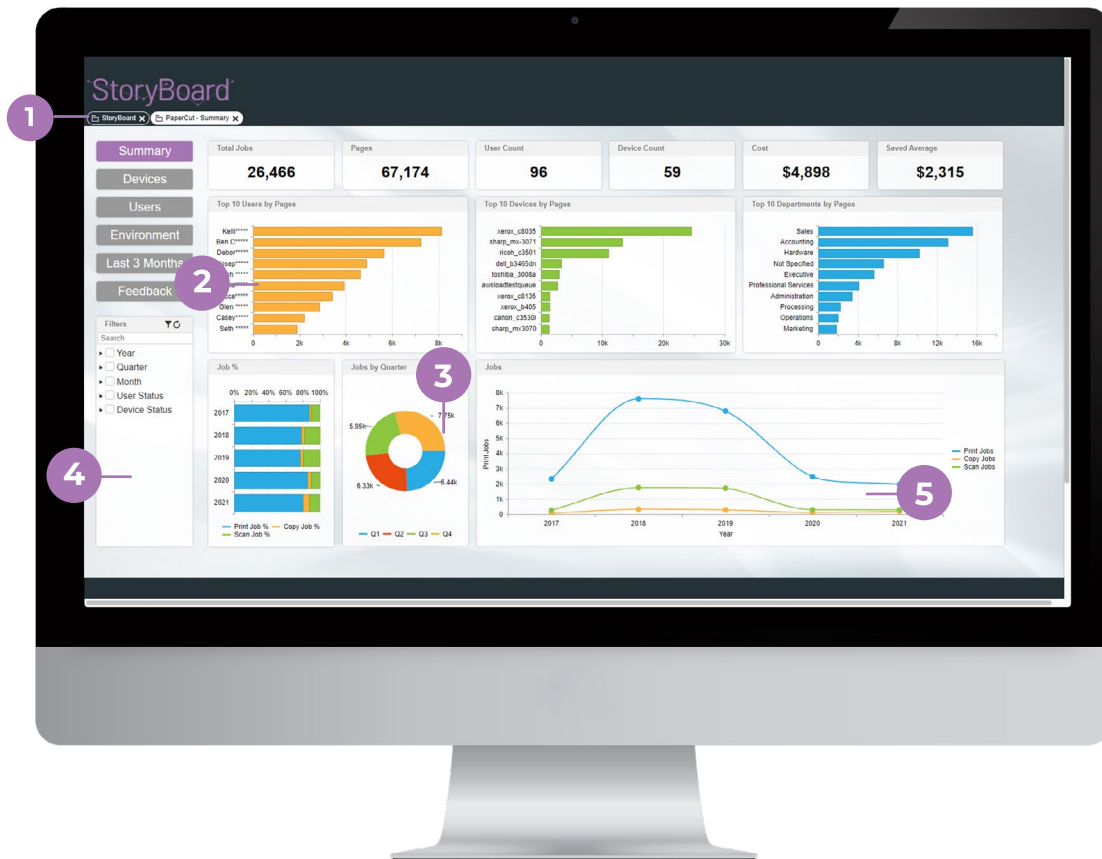 StoryBoard
1
StoryBoard x PaperCut - Summary x
Summary
Devices
Users
Environment
Last 3 Months
Feedback
Total Jobs
26,466
Pages
67,174
User Count
96
Device Count
59
Cost
$4,898
Saved Average
$2,315
Top 10 Users by Pages
Kelli*****
Ben C*****
Debor*****
Casey*****
Glen *****
Seth *****
0 2k 4k 6k 8k
2
Top 10 Devices by Pages
xerox_c8035
sharp_mx-3071
ricoh_c3501
dell_b3465dn
toshiba_3008a
awsloadtestqueue
xerox_c8135
xerox_b405
canon_c3530i
sharp_mx3070
0 10k 20k 30k
Top 10 Departments by Pages
Sales
Accounting
Hardware
Not Specified
Executive
Professional Services
Administration
Processing
Operations
Marketing
0 4k 8k 12k 16k
Filters
Search
Year
Quarter
Month
User Status
Device Status
4
Job %
0% 20% 40% 60% 80% 100%
2017
2018
2019
2020
2021
Print Job % Copy Job %
Scan Job %
Jobs by Quarter
3
7.75k
5.95k
6.33k
6.44k
Q1 Q2 Q3 Q4
Jobs
Print Jobs
7k
6k
5k
4k
3k
2k
1k
0
2017 2018 2019 2020 2021
Year
Print Jobs
Copy Jobs
Scan Jobs
5